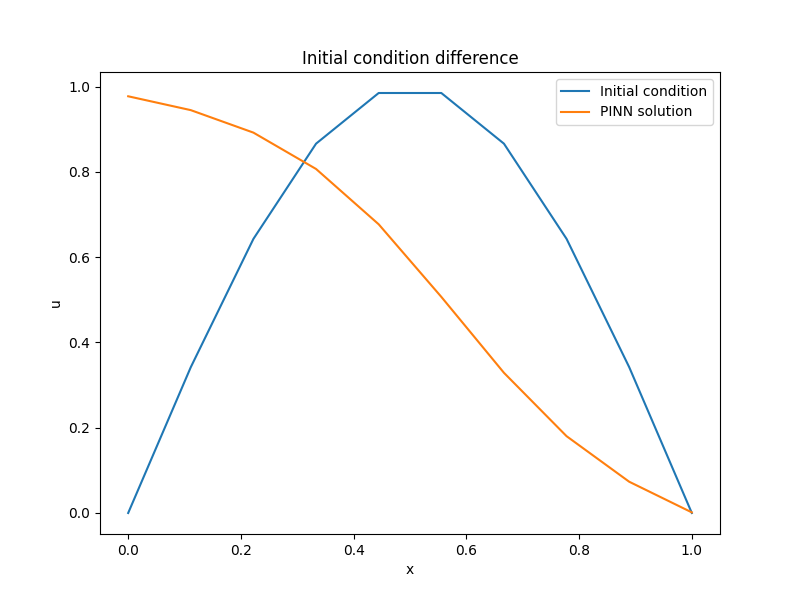 Initial condition difference
Initial condition
PINN solution
1.0
0.8
0.6
0.4
0.2
0.0
u
0.0 0.2 0.4 0.6 0.8 1.0
x